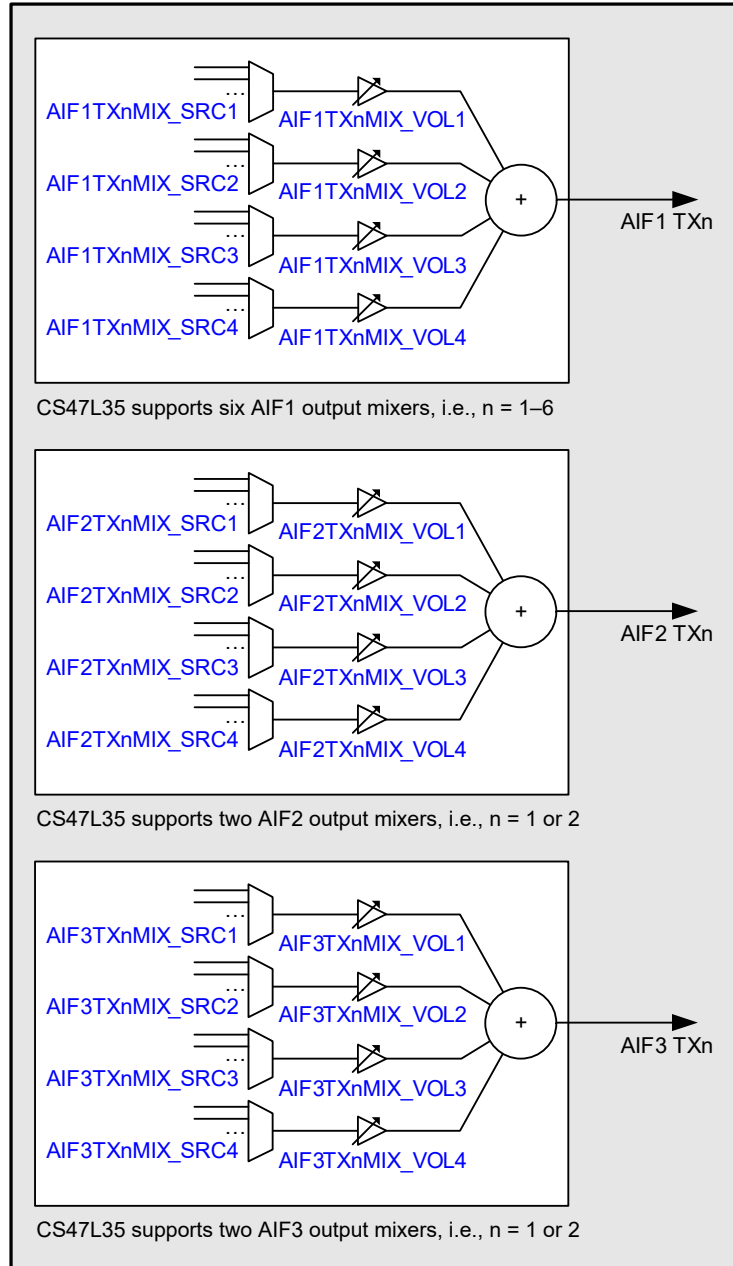 ...
AIF1TXnMIX_SRC1
AIF1TXnMIX_VOL1
...
AIF1TXnMIX_SRC2
AIF1TXnMIX_VOL2
...
AIF1TXnMIX_SRC3
AIF1TXnMIX_VOL3
...
AIF1TXnMIX_SRC4
AIF1TXnMIX_VOL4
+
AIF1 TXn
CS47L35 supports six AIF1 output mixers, i.e., n = 1–6
...
AIF2TXnMIX_SRC1
AIF2TXnMIX_VOL1
...
AIF2TXnMIX_SRC2
AIF2TXnMIX_VOL2
...
AIF2TXnMIX_SRC3
AIF2TXnMIX_VOL3
...
AIF2TXnMIX_SRC4
AIF2TXnMIX_VOL4
+
AIF2 TXn
CS47L35 supports two AIF2 output mixers, i.e., n = 1 or 2
...
AIF3TXnMIX_SRC1
AIF3TXnMIX_VOL1
...
AIF3TXnMIX_SRC2
AIF3TXnMIX_VOL2
...
AIF3TXnMIX_SRC3
AIF3TXnMIX_VOL3
...
AIF3TXnMIX_SRC4
AIF3TXnMIX_VOL4
+
AIF3 TXn
CS47L35 supports two AIF3 output mixers, i.e., n = 1 or 2